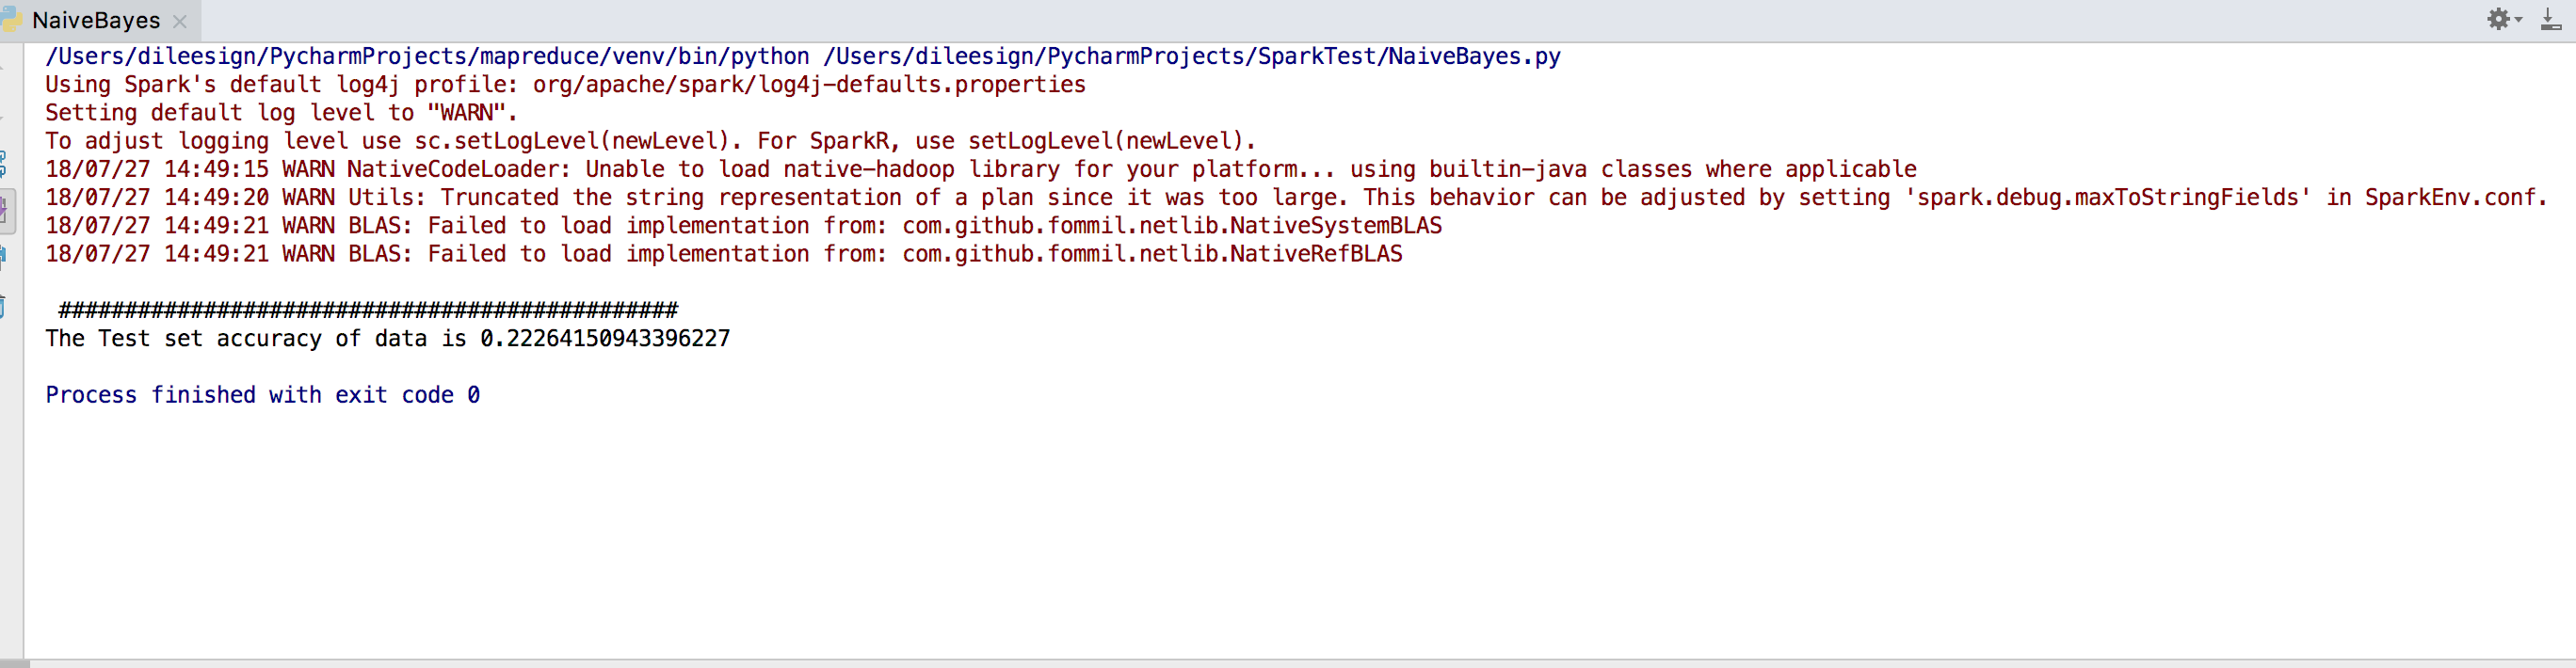 NaiveBayes
/Users/dileesign/PycharmProjects/mapreduce/venv/bin/python /Users/dileesign/PycharmProjects/SparkTest/NaiveBayes.py
Using Spark's default log4j profile: org/apache/spark/log4j-defaults.properties
Setting default log level to "WARN".
To adjust logging level use sc.setLogLevel(newLevel). For SparkR, use setLogLevel(newLevel).
18/07/27 14:49:15 WARN NativeCodeLoader: Unable to load native-hadoop library for your platform... using builtin-java classes where applicable
18/07/27 14:49:20 WARN Utils: Truncated the string representation of a plan since it was too large. This behavior can be adjusted by setting 'spark.debug.maxToStringFields' in SparkEnv.conf.
18/07/27 14:49:21 WARN BLAS: Failed to load implementation from: com.github.fommil.netlib.NativeSystemBLAS
18/07/27 14:49:21 WARN BLAS: Failed to load implementation from: com.github.fommil.netlib.NativeRefBLAS
###############################################
The Test set accuracy of data is 0.22264150943396227
Process finished with exit code 0